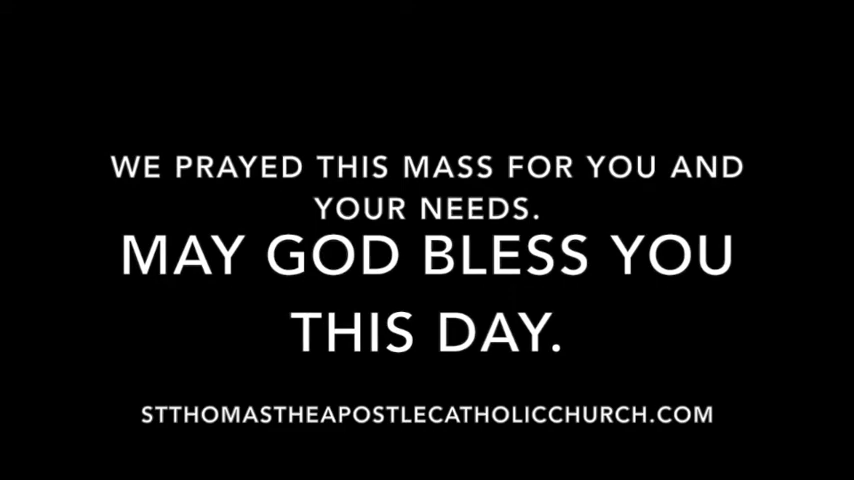 WE PRAYED THIS MASS FOR YOU AND
YOUR NEEDS.
MAY GOD BLESS YOU
THIS DAY.
STTHOMASTHEAPOSTLECATHOLICCHURCH.COM